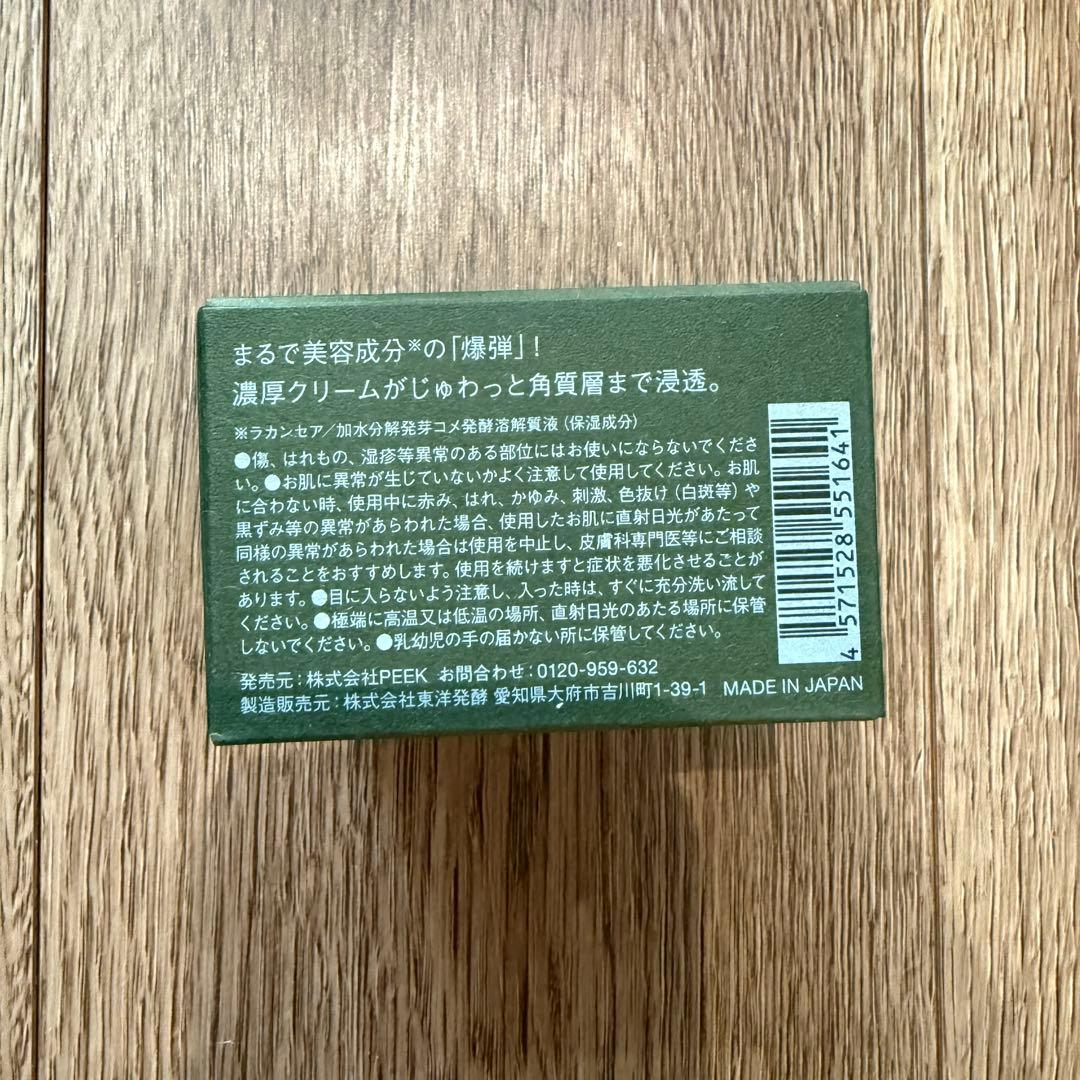 まるで美容成分※の「爆弾」！
濃厚クリームがじゅわっと角質層まで浸透。
※ラカンセア／加水分解発芽コメ発酵溶解質液（保湿成分）
●傷、はれもの、湿疹等異常のある部位にはお使いにならないでくださ
い。●お肌に異常が生じていないかよく注意して使用してください。お肌
に合わない時、使用中に赤み、はれ、かゆみ、刺激、色抜け（白斑等）や
黒ずみ等の異常があらわれた場合、使用したお肌に直射日光があたって
同様の異常があらわれた場合は使用を中止し、皮膚科専門医等にご相談
されることをおすすめします。使用を続けますと症状を悪化させることが
あります。●目に入らないよう注意し、入った時は、すぐに充分洗い流して
ください。●極端に高温又は低温の場所、直射日光のあたる場所に保管
しないでください。●乳幼児の手の届かない所に保管してください。
発売元：株式会社PEEK お問合わせ：0120-959-632
製造販売元：株式会社東洋発酵 愛知県大府市吉川町1-39-1 MADE IN JAPAN
4 571528 551641